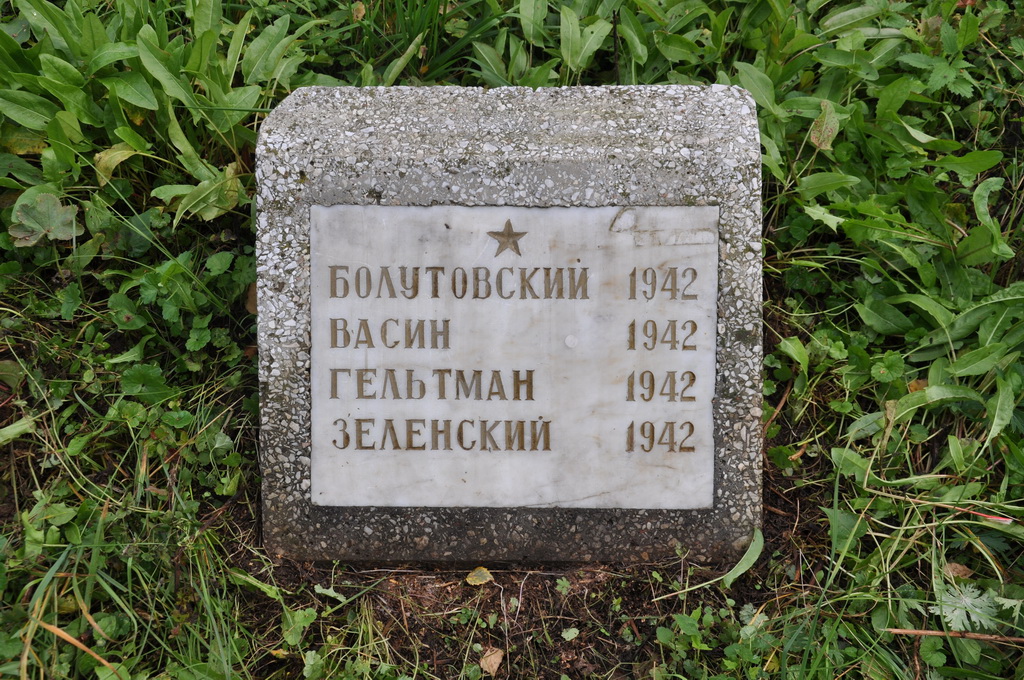 БОЛУТОВСКИЙ 1942
ВАСИН 1942
ГЕЛЬТМАН 1942
ЗЕЛЕНСКИЙ 1942